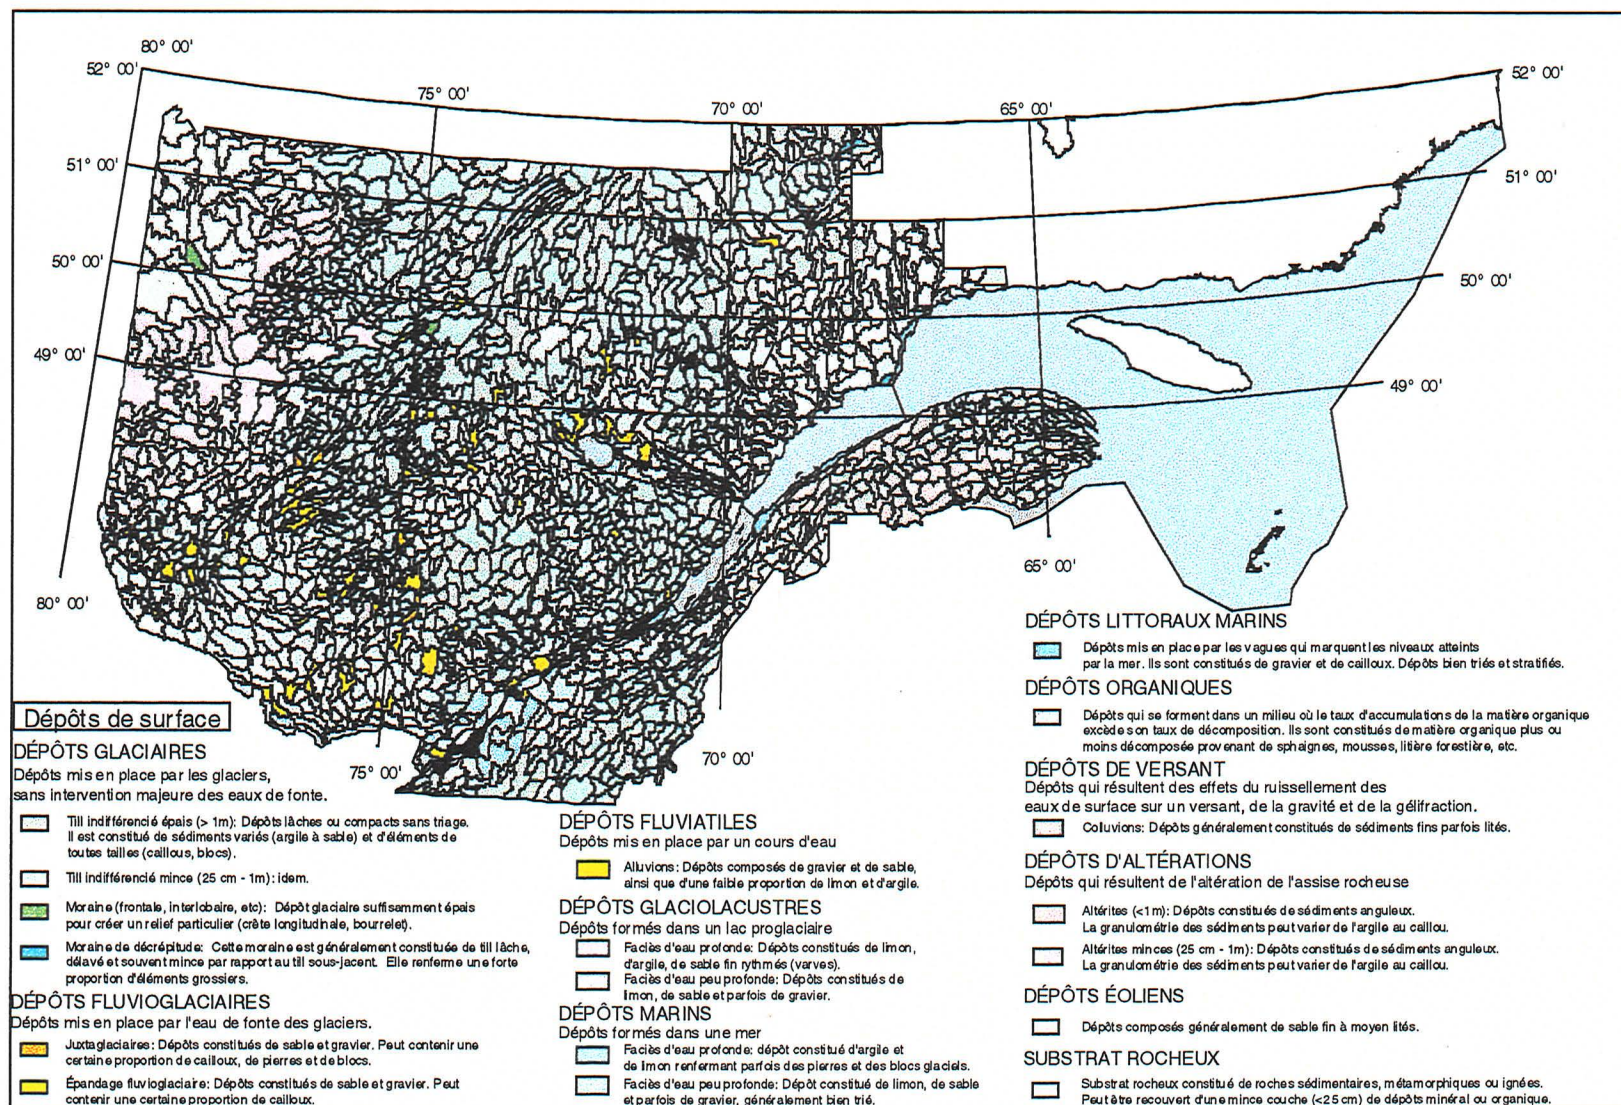 80° 00'
52° 00'
75° 00'
70° 00'
65° 00'
52° 00'
51° 00'
51° 00'
50° 00'
50° 00'
49° 00'
49° 00'
80° 00'
65° 00'
75° 00'
70° 00'
Dépôts de surface
DÉPÔTS GLACIAIRES
Dépôts mis en place par les glaciers,
sans intervention majeure des eaux de fonte.
Till indifférencié épais (> 1m): Dépôts lâches ou compacts sans triage.
Il est constitué de sédiments variés (argile à sable) et d'éléments de
toutes tailles (caillous, blocs).
Till indifférencié mince (25 cm - 1m): idem.
Moraine (frontale, interlobaire, etc): Dépôt glaciaire suffisamment épais
pour créer un relief particulier (crête longitudinale, bourrelet).
Moraine de décrépitude: Cette moraine est généralement constituée de till lâche,
délavé et souvent mince par rapport au till sous-jacent. Elle renferme une forte
proportion d'éléments grossiers.
DÉPÔTS FLUVIOGLACIAIRES
Dépôts mis en place par l'eau de fonte des glaciers.
Juxtaglaciaires: Dépôts constitués de sable et gravier. Peut contenir une
certaine proportion de cailloux, de pierres et de blocs.
Épandage fluvioglaciaire: Dépôts constitués de sable et gravier. Peut
contenir une certaine proportion de cailloux.
DÉPÔTS FLUVIATILES
Dépôts mis en place par un cours d'eau
Alluvions: Dépôts composés de gravier et de sable,
ainsi que d'une faible proportion de limon et d'argile.
DÉPÔTS GLACIOLACUSTRES
Dépôts formés dans un lac proglaciaire
Faciès d'eau profonde: Dépôts constitués de limon,
d'argile, de sable fin rythmés (varves).
Faciès d'eau peu profonde: Dépôts constitués de
limon, de sable et parfois de gravier.
DÉPÔTS MARINS
Dépôts formés dans une mer
Faciès d'eau profonde: dépôt constitué d'argile et
de limon renfermant parfois des pierres et des blocs glaciels.
Faciès d'eau peu profonde: Dépôt constitué de limon, de sable
et parfois de gravier, généralement bien trié.
DÉPÔTS LITTORAUX MARINS
Dépôts mis en place par les vagues qui marquent les niveaux atteints
par la mer. Ils sont constitués de gravier et de cailloux. Dépôts bien triés et stratifiés.
DÉPÔTS ORGANIQUES
Dépôts qui se forment dans un milieu où le taux d'accumulations de la matière organique
excède son taux de décomposition. Ils sont constitués de matière organique plus ou
moins décomposée provenant de sphaignes, mousses, litière forestière, etc.
DÉPÔTS DE VERSANT
Dépôts qui résultent des effets du ruissellement des
eaux de surface sur un versant, de la gravité et de la gélifraction.
Colluvions: Dépôts généralement constitués de sédiments fins parfois lités.
DÉPÔTS D'ALTÉRATIONS
Dépôts qui résultent de l'altération de l'assise rocheuse
Altérites (<1m): Dépôts constitués de sédiments anguleux.
La granulométrie des sédiments peut varier de l'argile au caillou.
Altérites minces (25 cm - 1m): Dépôts constitués de sédiments anguleux.
La granulométrie des sédiments peut varier de l'argile au caillou.
DÉPÔTS ÉOLIENS
Dépôts composés généralement de sable fin à moyen lités.
SUBSTRAT ROCHEUX
Substrat rocheux constitué de roches sédimentaires, métamorphiques ou ignées.
Peut être recouvert d'une mince couche (<25 cm) de dépôts minéral ou organique.